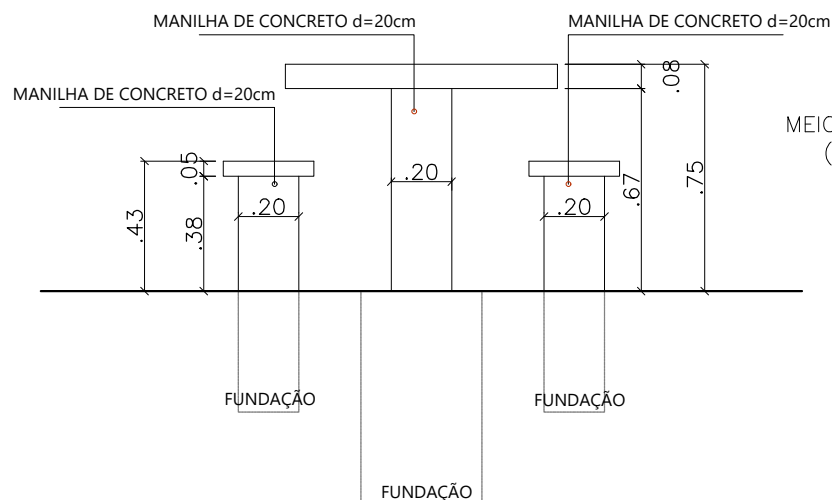 MANILHA DE CONCRETO d=20cm
MANILHA DE CONCRETO d=20cm
MANILHA DE CONCRETO d=20cm
MEIO
(
.08
.05
.20
.67
.75
.43
.38
.20
.20
FUNDAÇÃO
FUNDAÇÃO
FUNDAÇÃO